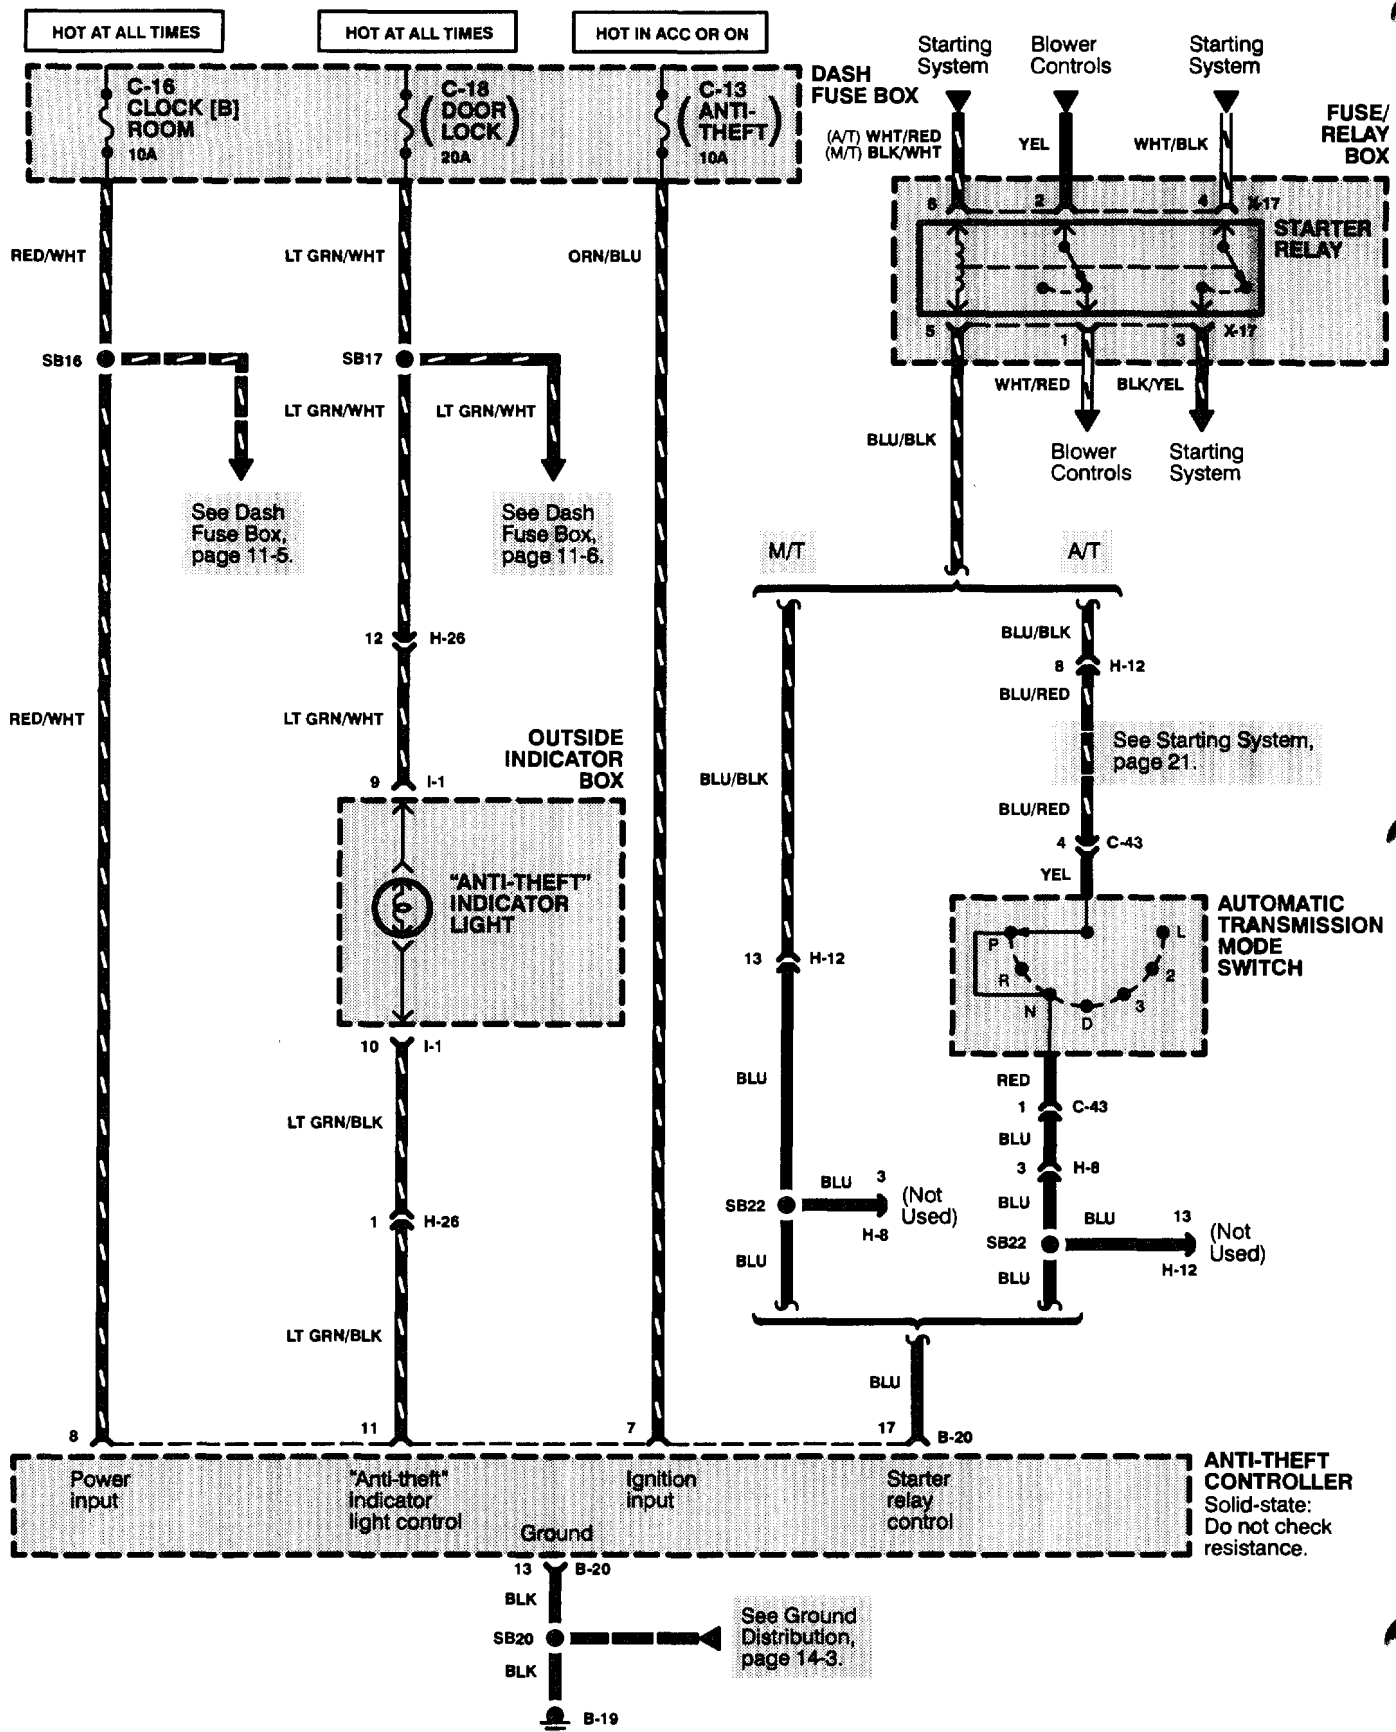 HOT AT ALL TIMES
HOT AT ALL TIMES
HOT IN ACC OR ON
C-16
CLOCK [B]
ROOM
10A
C-18
(DOOR
LOCK)
20A
C-13
(ANTI-
THEFT)
10A
DASH
FUSE BOX
Starting
System
Blower
Controls
Starting
System
(A/T) WHT/RED
(M/T) BLK/WHT
YEL
WHT/BLK
FUSE/
RELAY
BOX
6
2
4
X-17
STARTER
RELAY
5
1
3
X-17
RED/WHT
LT GRN/WHT
ORN/BLU
SB16
SB17
LT GRN/WHT
LT GRN/WHT
WHT/RED
BLK/YEL
BLU/BLK
Blower
Controls
Starting
System
See Dash
Fuse Box,
page 11-5.
See Dash
Fuse Box,
page 11-6.
M/T
A/T
12
H-26
BLU/BLK
8
H-12
BLU/RED
RED/WHT
LT GRN/WHT
See Starting System,
page 21.
OUTSIDE
INDICATOR
BOX
9
I-1
BLU/BLK
BLU/RED
4
C-43
YEL
"ANTI-THEFT"
INDICATOR
LIGHT
AUTOMATIC
TRANSMISSION
MODE
SWITCH
P
R
N
D
3
2
L
13
H-12
10
I-1
BLU
RED
1
C-43
LT GRN/BLK
BLU
3
H-8
1
H-26
SB22
BLU
3
H-8
(Not
Used)
BLU
SB22
BLU
13
H-12
(Not
Used)
BLU
BLU
LT GRN/BLK
BLU
8
11
7
17
B-20
Power
input
"Anti-theft"
indicator
light control
Ignition
input
Starter
relay
control
Ground
ANTI-THEFT
CONTROLLER
Solid-state:
Do not check
resistance.
13
B-20
BLK
SB20
See Ground
Distribution,
page 14-3.
BLK
B-19